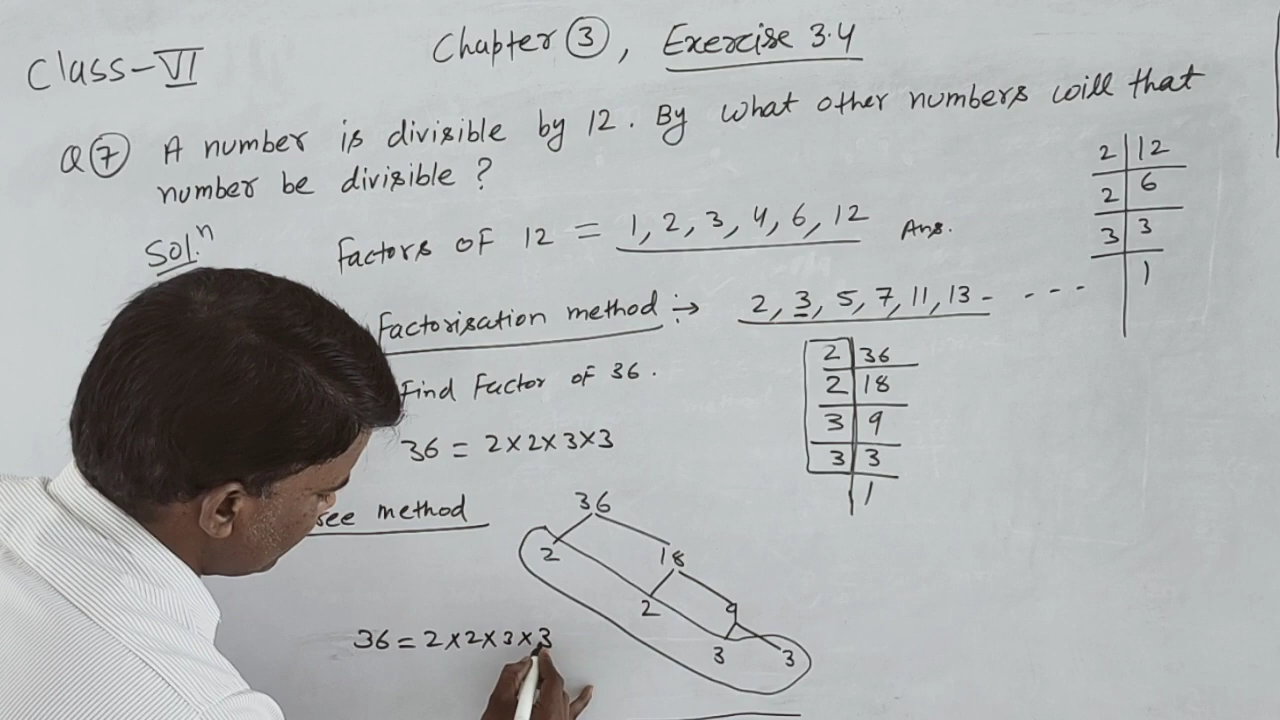 Class-VI
Chapter 3, Exercise 3.4
Q 7 A number is divisible by 12. By what other numbers will that
number be divisible ?
Solⁿ.
Factors of 12 = 1, 2, 3, 4, 6, 12 Ans.
2 | 12
2 | 6
3 | 3
1
Factorisation method :→ 2, 3, 5, 7, 11, 13 - - - -
Find Factor of 36.
36 = 2×2×3×3
2 | 36
2 | 18
3 | 9
3 | 3
1
method
36
2 18
2 9
3 3
36 = 2×2×3×3